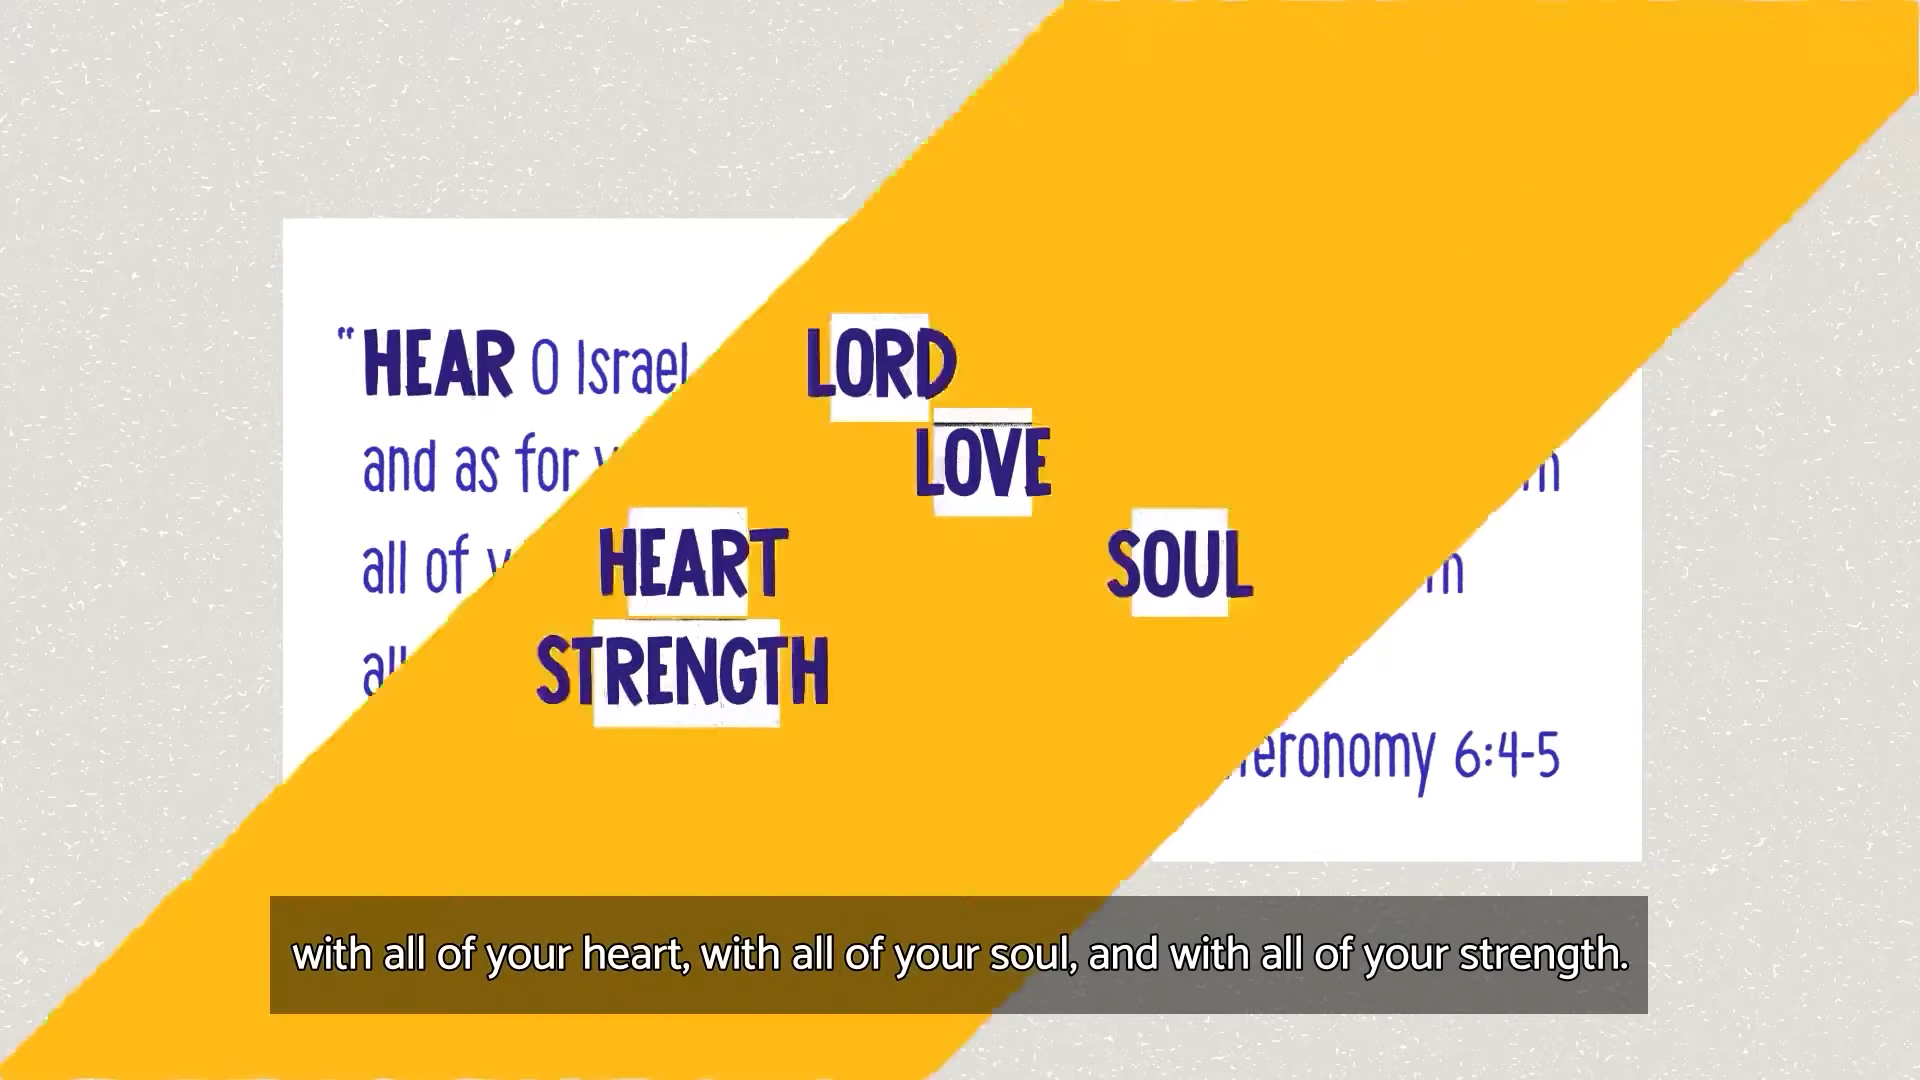 “HEAR O Israel LORD
and as for LOVE
all of HEART SOUL
STRENGTH
6:4-5
with all of your heart, with all of your soul, and with all of your strength.